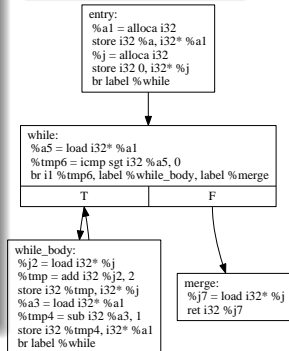 entry:
%a1 = alloca i32
store i32 %a, i32* %a1
%j = alloca i32
store i32 0, i32* %j
br label %while
while:
%a5 = load i32* %a1
%tmp6 = icmp sgt i32 %a5, 0
br i1 %tmp6, label %while_body, label %merge
T
F
while_body:
%j2 = load i32* %j
%tmp = add i32 %j2, 2
store i32 %tmp, i32* %j
%a3 = load i32* %a1
%tmp4 = sub i32 %a3, 1
store i32 %tmp4, i32* %a1
br label %while
merge:
%j7 = load i32* %j
ret i32 %j7